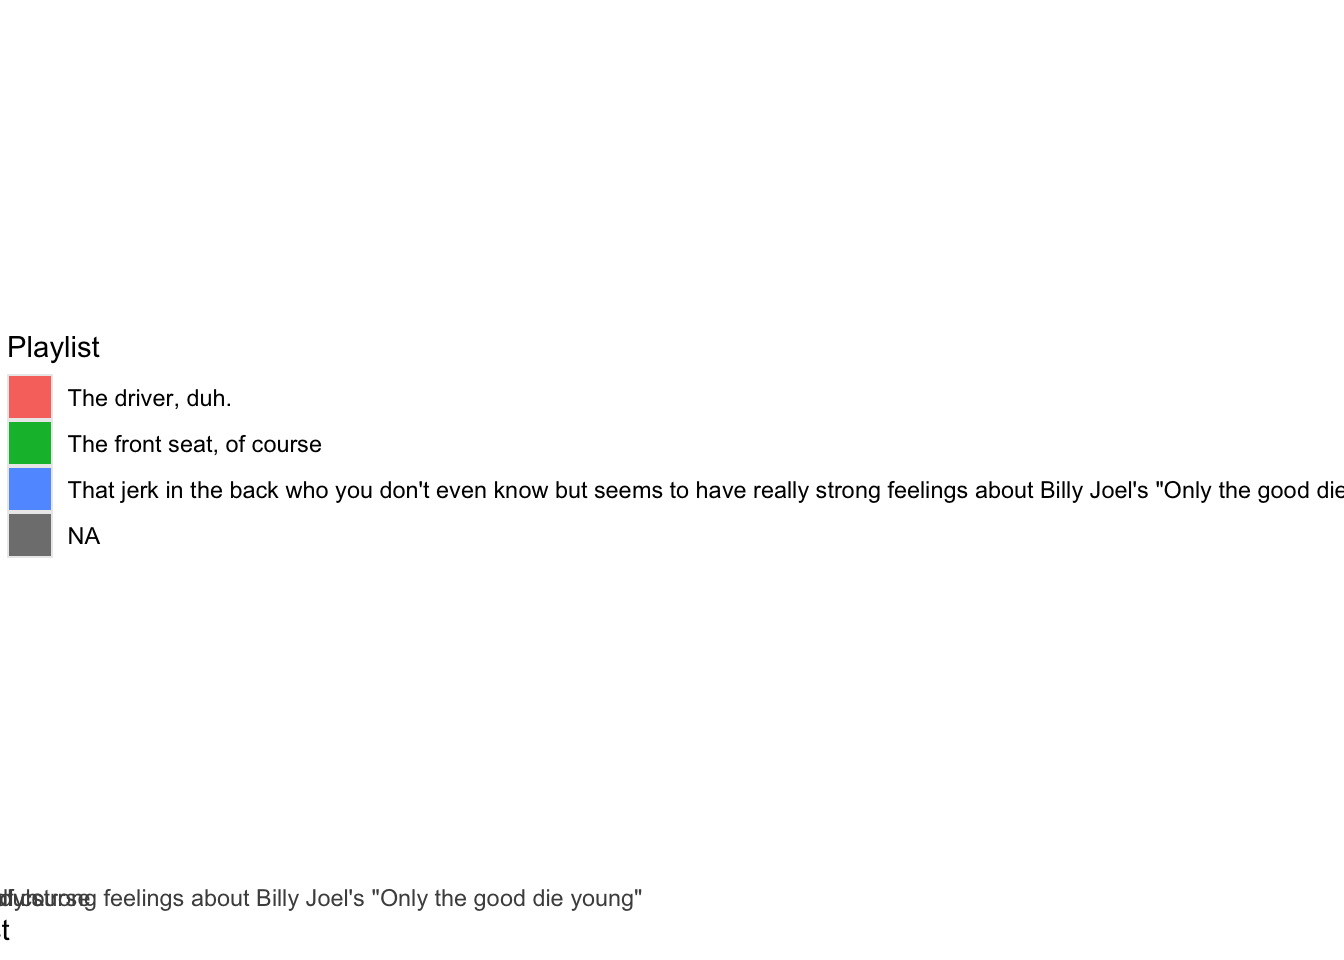 Playlist
The driver, duh.
The front seat, of course
That jerk in the back who you don't even know but seems to have really strong feelings about Billy Joel's "Only the good die
NA
feelings about Billy Joel's "Only the good die young"
st